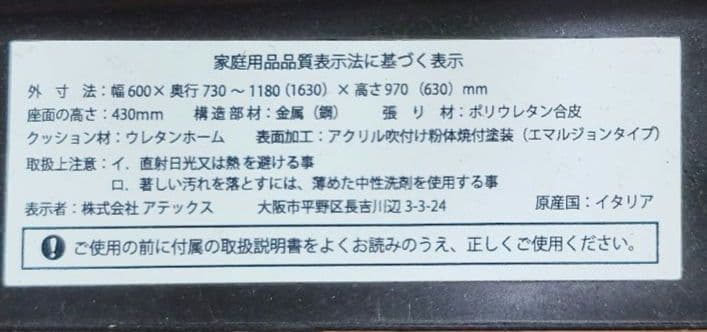 家庭用品品質表示法に基づく表示
外 寸 法：幅600×奥行730～1180（1630）×高さ970（630）mm
座面の高さ：430mm 構造部材：金属（鋼） 張 り 材：ポリウレタン合皮
クッション材：ウレタンホーム 表面加工：アクリル吹付け粉体焼付塗装（エマルジョンタイプ）
取扱上注意：イ．直射日光又は熱を避ける事
ロ．著しい汚れを落とすには、薄めた中性洗剤を使用する事
表示者：株式会社アテックス 大阪市平野区長吉川辺3-3-24 原産国：イタリア
ご使用の前に付属の取扱説明書をよくお読みのうえ、正しくご使用ください。